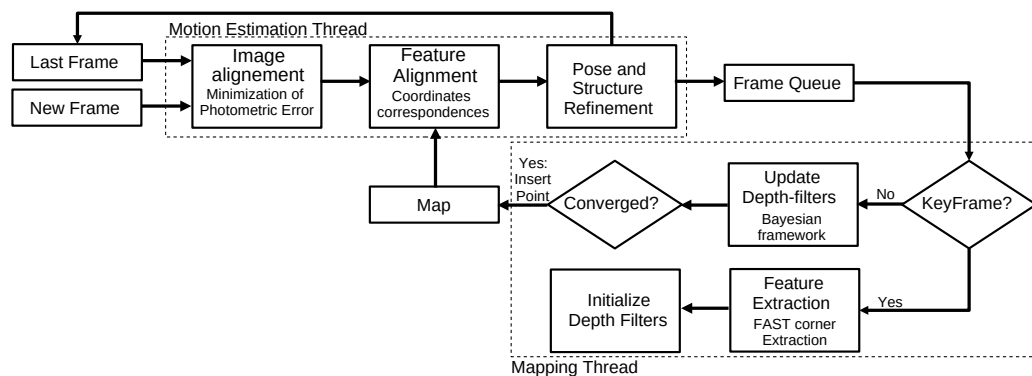 Motion Estimation Thread
Last Frame
New Frame
Image
alignement
Minimization of
Photometric Error
Feature
Alignment
Coordinates
correspondences
Pose and
Structure
Refinement
Frame Queue
Map
Yes:
Insert
Point
Converged?
Update
Depth-filters
Bayesian
framework
No
KeyFrame?
Initialize
Depth Filters
Feature
Extraction
FAST corner
Extraction
Yes
Mapping Thread